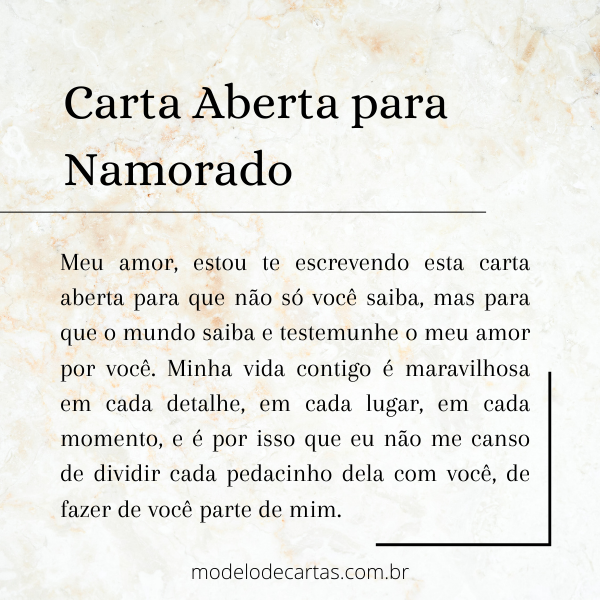 Carta Aberta para
Namorado
Meu amor, estou te escrevendo esta carta
aberta para que não só você saiba, mas para
que o mundo saiba e testemunhe o meu amor
por você. Minha vida contigo é maravilhosa
em cada detalhe, em cada lugar, em cada
momento, e é por isso que eu não me canso
de dividir cada pedacinho dela com você, de
fazer de você parte de mim.
modelodecartas.com.br